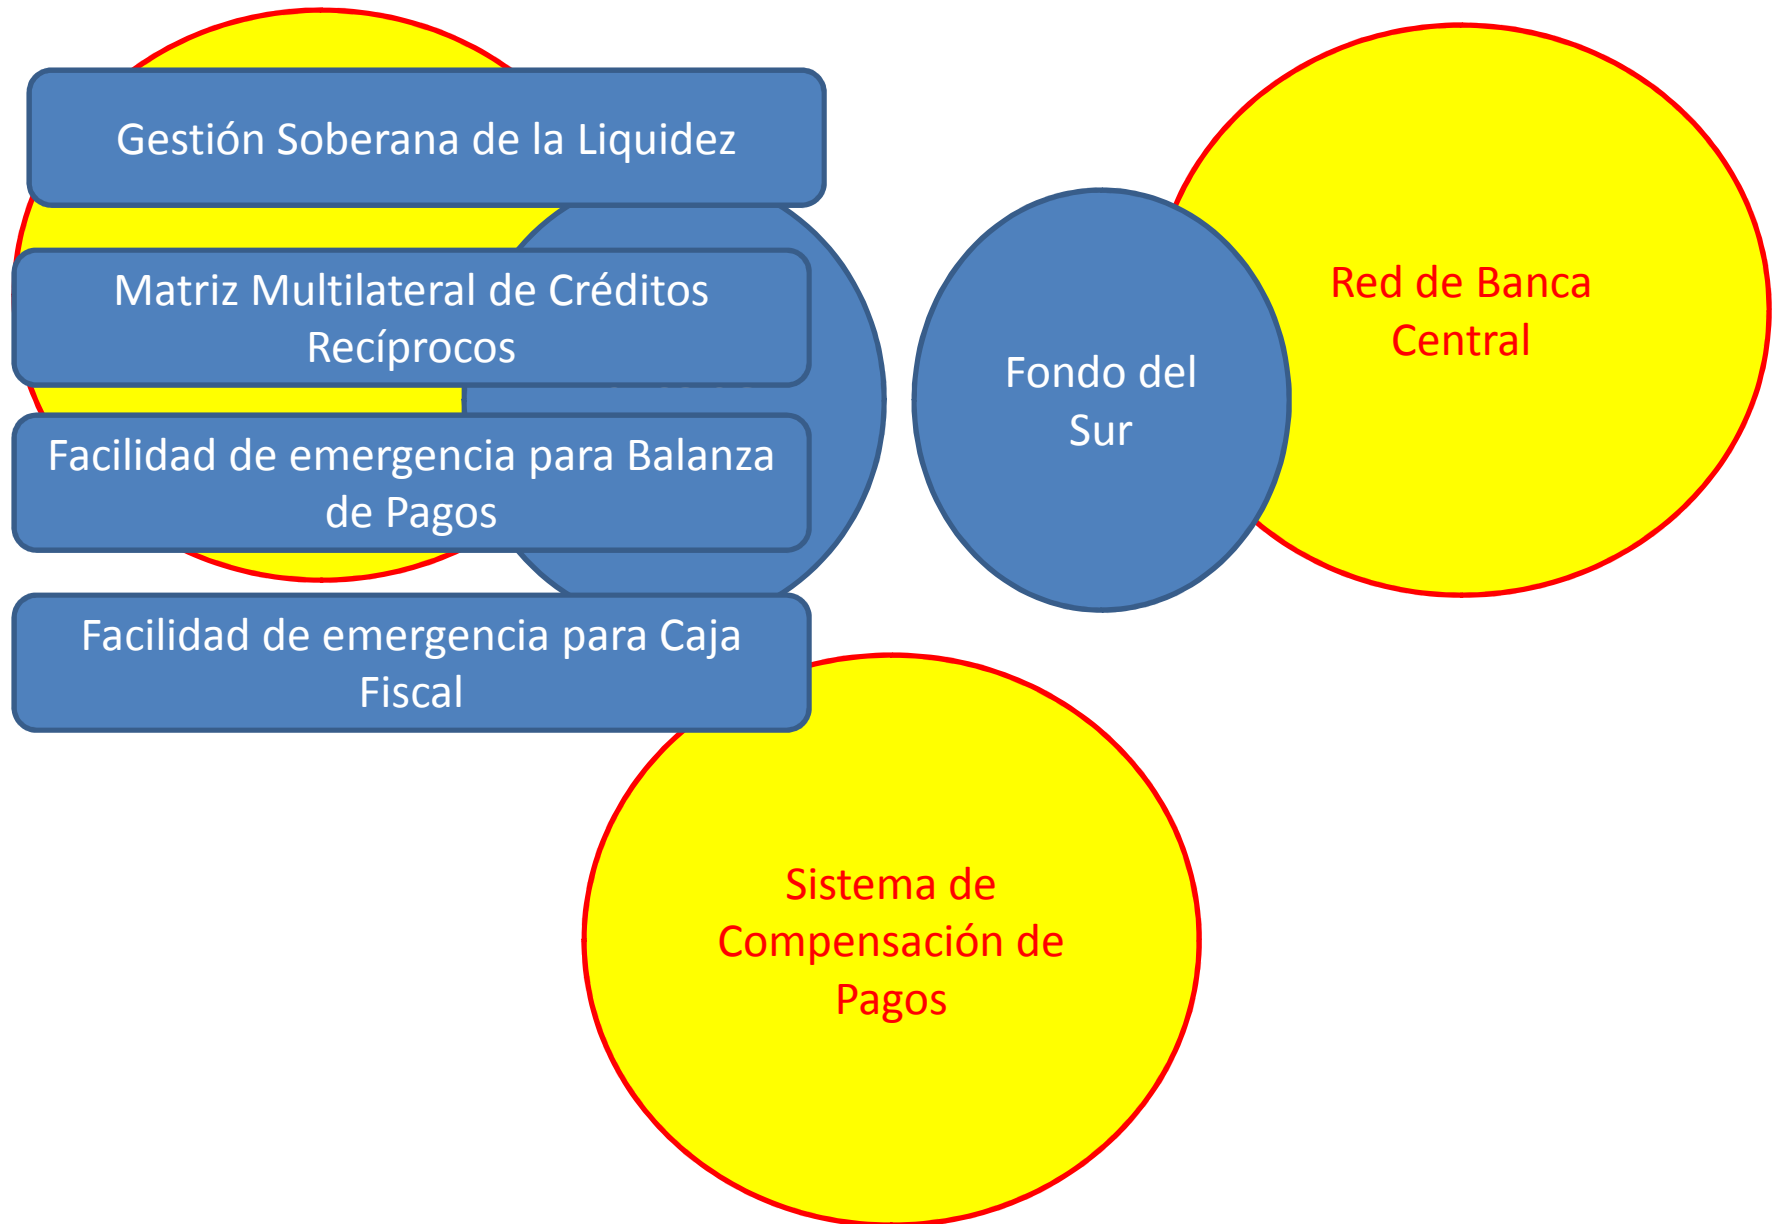 Gestión Soberana de la Liquidez
Matriz Multilateral de Créditos
Recíprocos
Facilidad de emergencia para Balanza
de Pagos
Facilidad de emergencia para Caja
Fiscal
Fondo del
Sur
Red de Banca
Central
Sistema de
Compensación de
Pagos